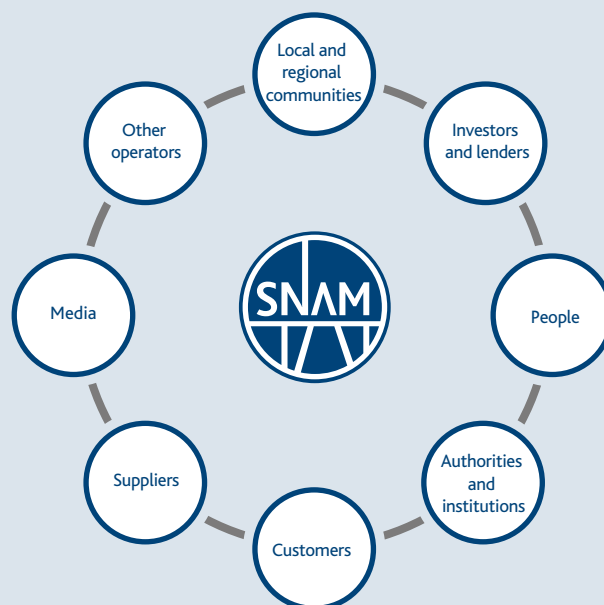 Local and
regional
communities
Other
operators
Investors
and lenders
SNAM
Media
People
Suppliers
Authorities
and
institutions
Customers